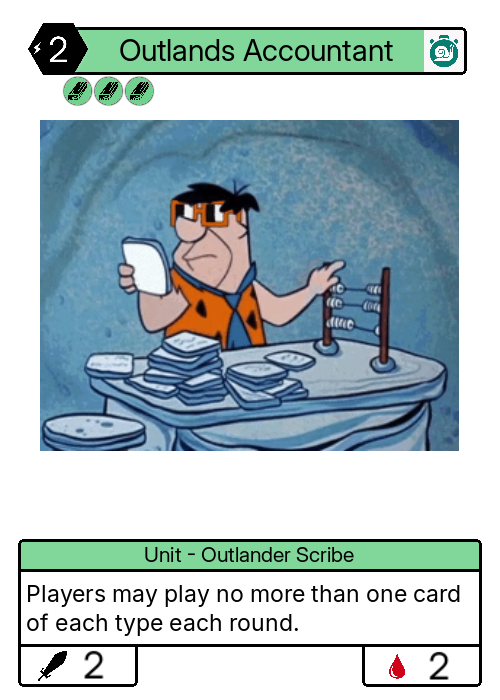 2 Outlands Accountant
Unit - Outlander Scribe
Players may play no more than one card
of each type each round.
2 2